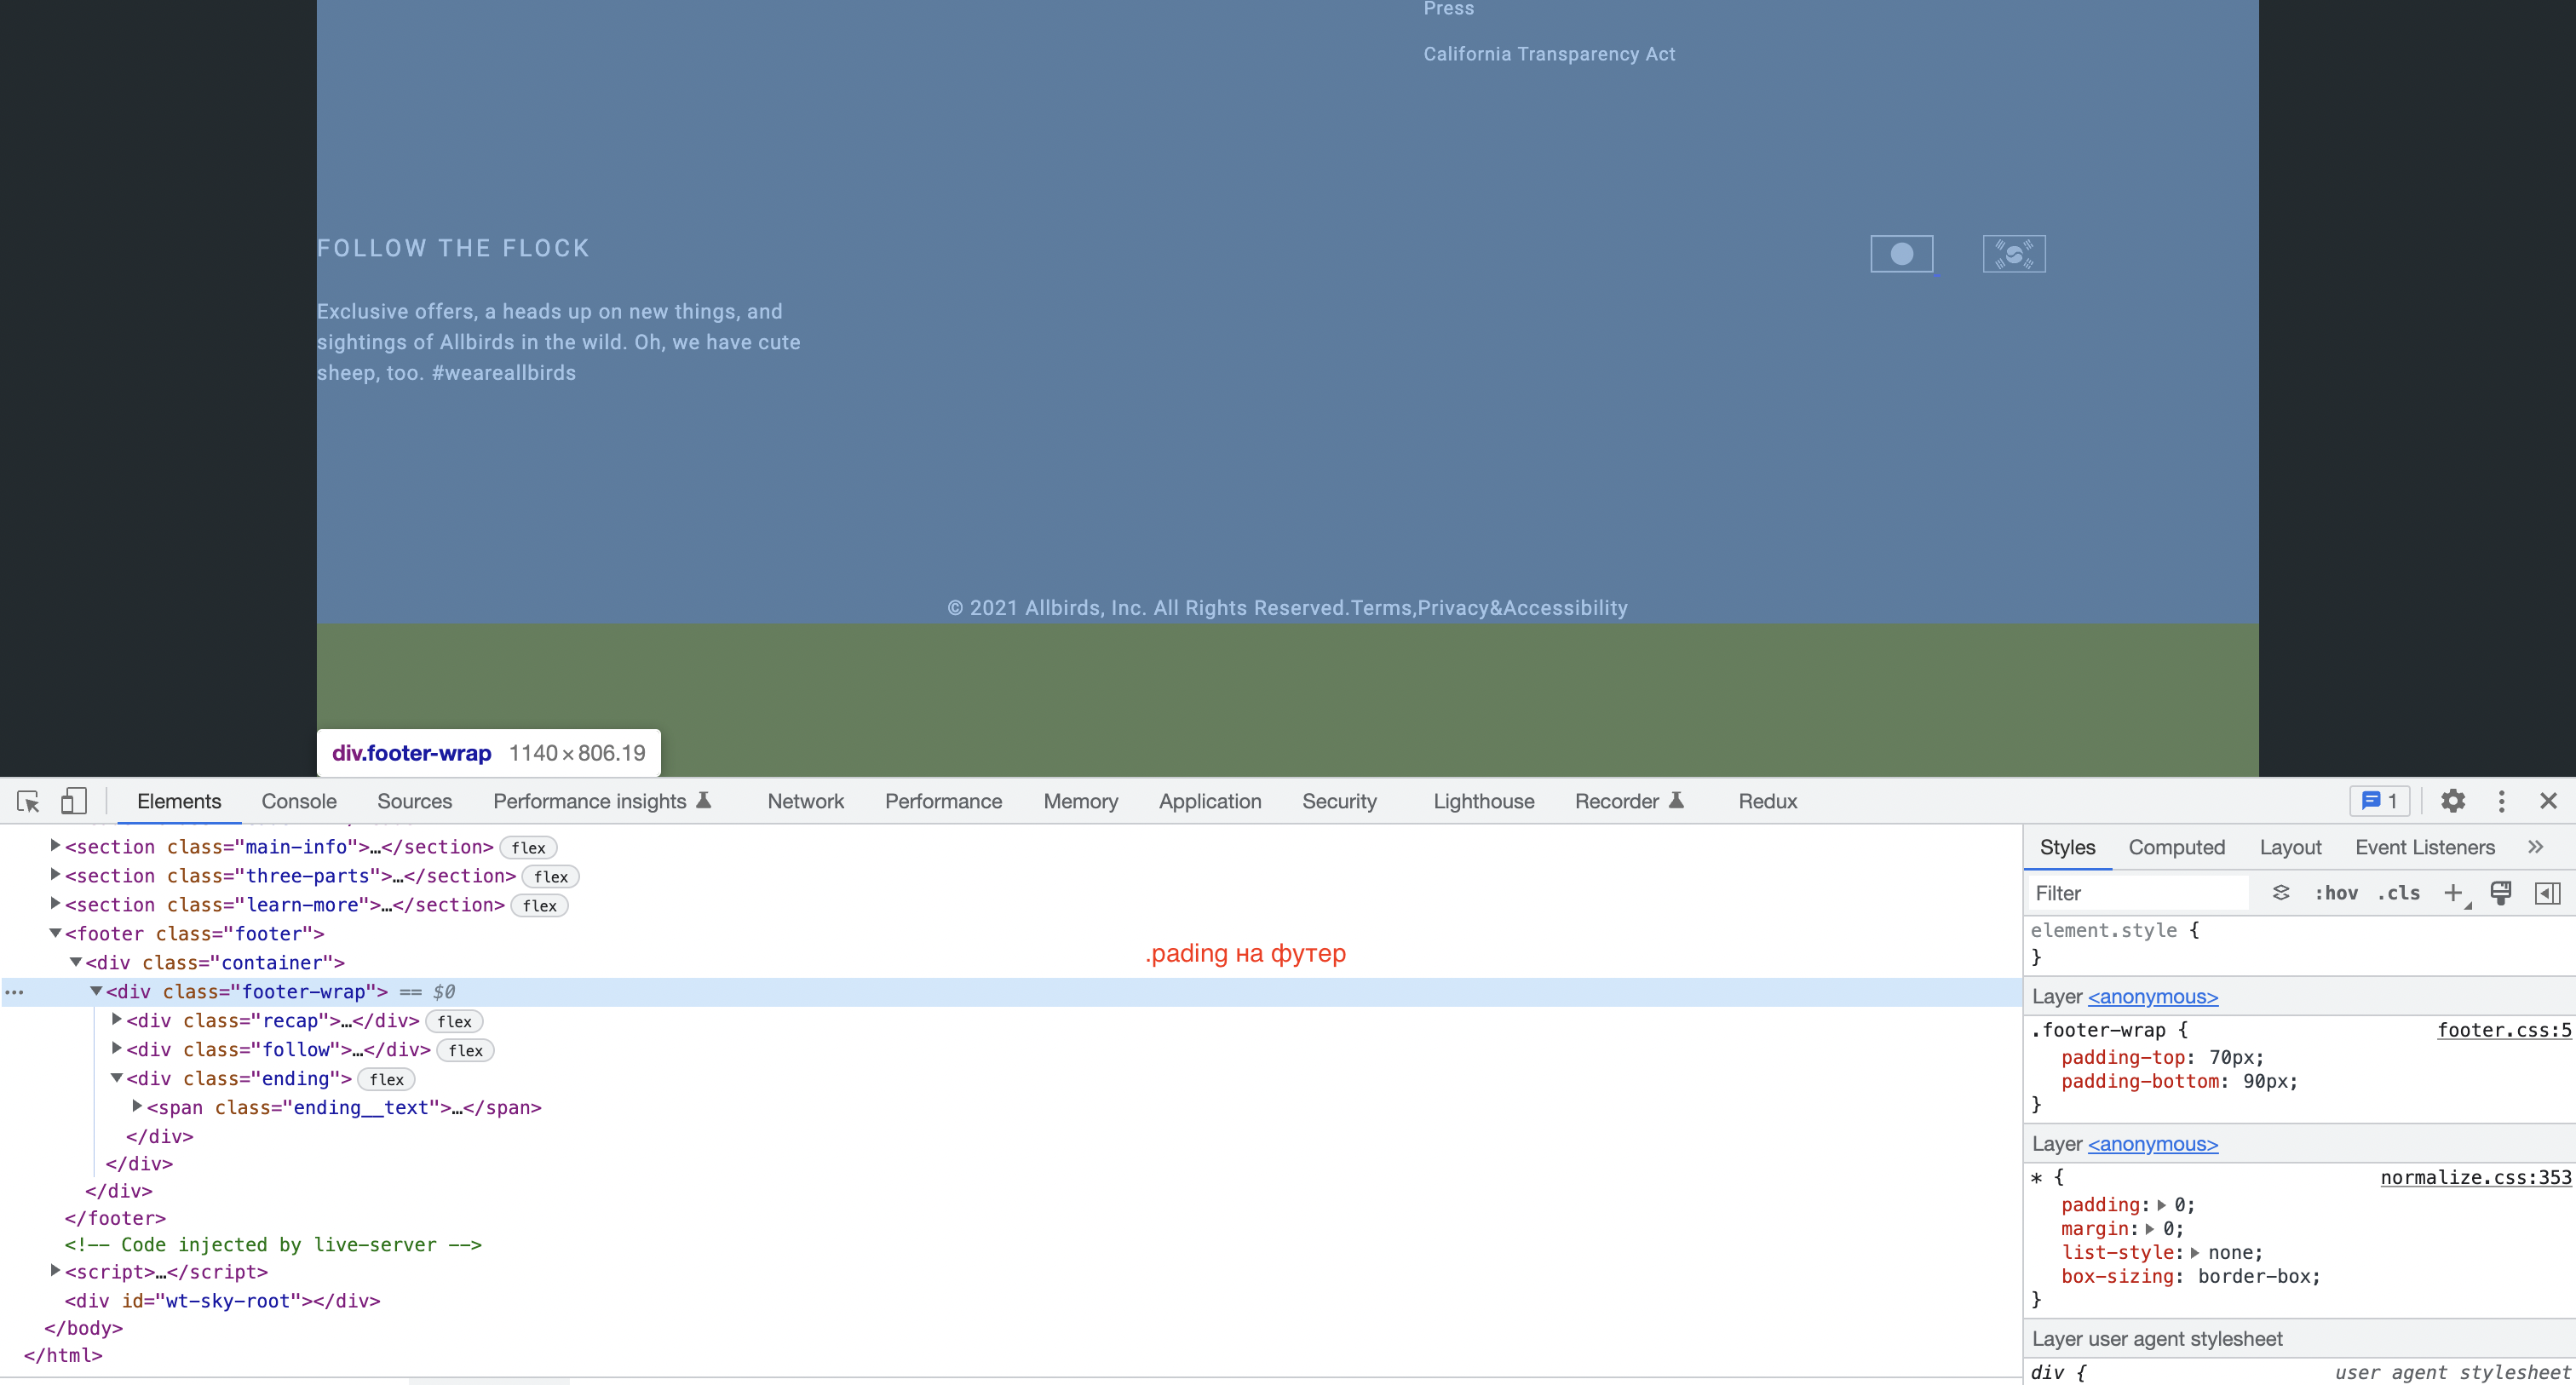 Press
California Transparency Act
FOLLOW THE FLOCK
Exclusive offers, a heads up on new things, and
sightings of Allbirds in the wild. Oh, we have cute
sheep, too. #weareallbirds
© 2021 Allbirds, Inc. All Rights Reserved.Terms,Privacy&Accessibility
div.footer-wrap 1140×806.19
Elements Console Sources Performance insights Network Performance Memory Application Security Lighthouse Recorder Redux 1
<section class="main-info">…</section> flex
<section class="three-parts">…</section> flex
<section class="learn-more">…</section> flex
<footer class="footer">
.pading на футер
<div class="container">
<div class="footer-wrap"> == $0
<div class="recap">…</div> flex
<div class="follow">…</div> flex
<div class="ending"> flex
<span class="ending__text">…</span>
</div>
</div>
</div>
</footer>
<!-- Code injected by live-server -->
<script>…</script>
<div id="wt-sky-root"></div>
</body>
</html>
Styles Computed Layout Event Listeners »
Filter :hov .cls +
element.style {
}
Layer <anonymous>
.footer-wrap { footer.css:5
padding-top: 70px;
padding-bottom: 90px;
}
Layer <anonymous>
* { normalize.css:353
padding: 0;
margin: 0;
list-style: none;
box-sizing: border-box;
}
Layer user agent stylesheet
div { user agent stylesheet